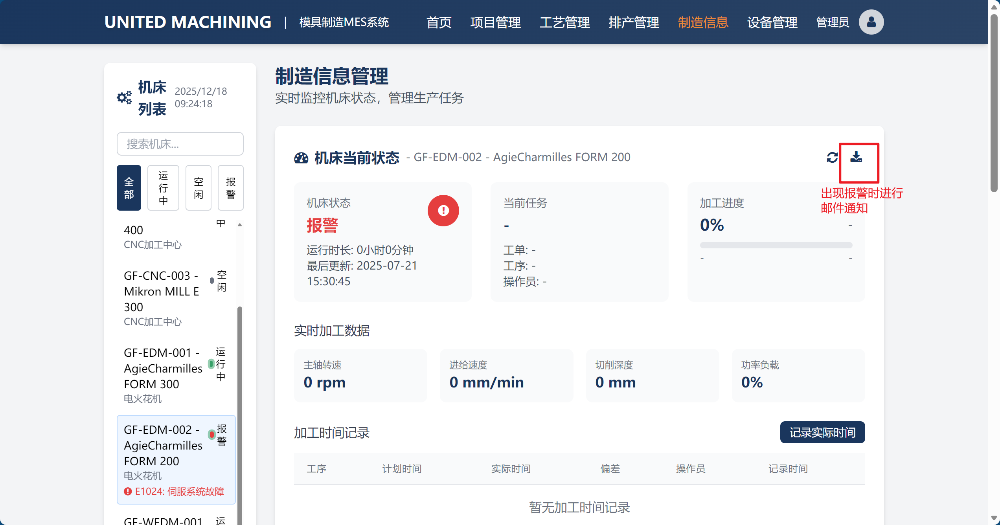 UNITED MACHINING | 模具制造MES系统 首页 项目管理 工艺管理 排产管理 制造信息 设备管理 管理员
机床
列表
2025/12/18
09:24:18
搜索机床...
全部
运行中
空闲
报警
中
400
CNC加工中心
GF-CNC-003 -
Mikron MILL E
300
空闲
CNC加工中心
GF-EDM-001 -
AgieCharmilles
FORM 300
运行中
电火花机
GF-EDM-002 -
AgieCharmilles
FORM 200
报警
电火花机
E1024: 伺服系统故障
GF-WEDM-001
运
制造信息管理
实时监控机床状态，管理生产任务
机床当前状态 - GF-EDM-002 - AgieCharmilles FORM 200
出现报警时进行
邮件通知
机床状态
报警
运行时长: 0小时0分钟
最后更新: 2025-07-21
15:30:45
当前任务
-
工单: -
工序: -
操作员: -
加工进度
0% -
- -
实时加工数据
主轴转速
0 rpm
进给速度
0 mm/min
切削深度
0 mm
功率负载
0%
加工时间记录
记录实际时间
工序 计划时间 实际时间 偏差 操作员 记录时间
暂无加工时间记录